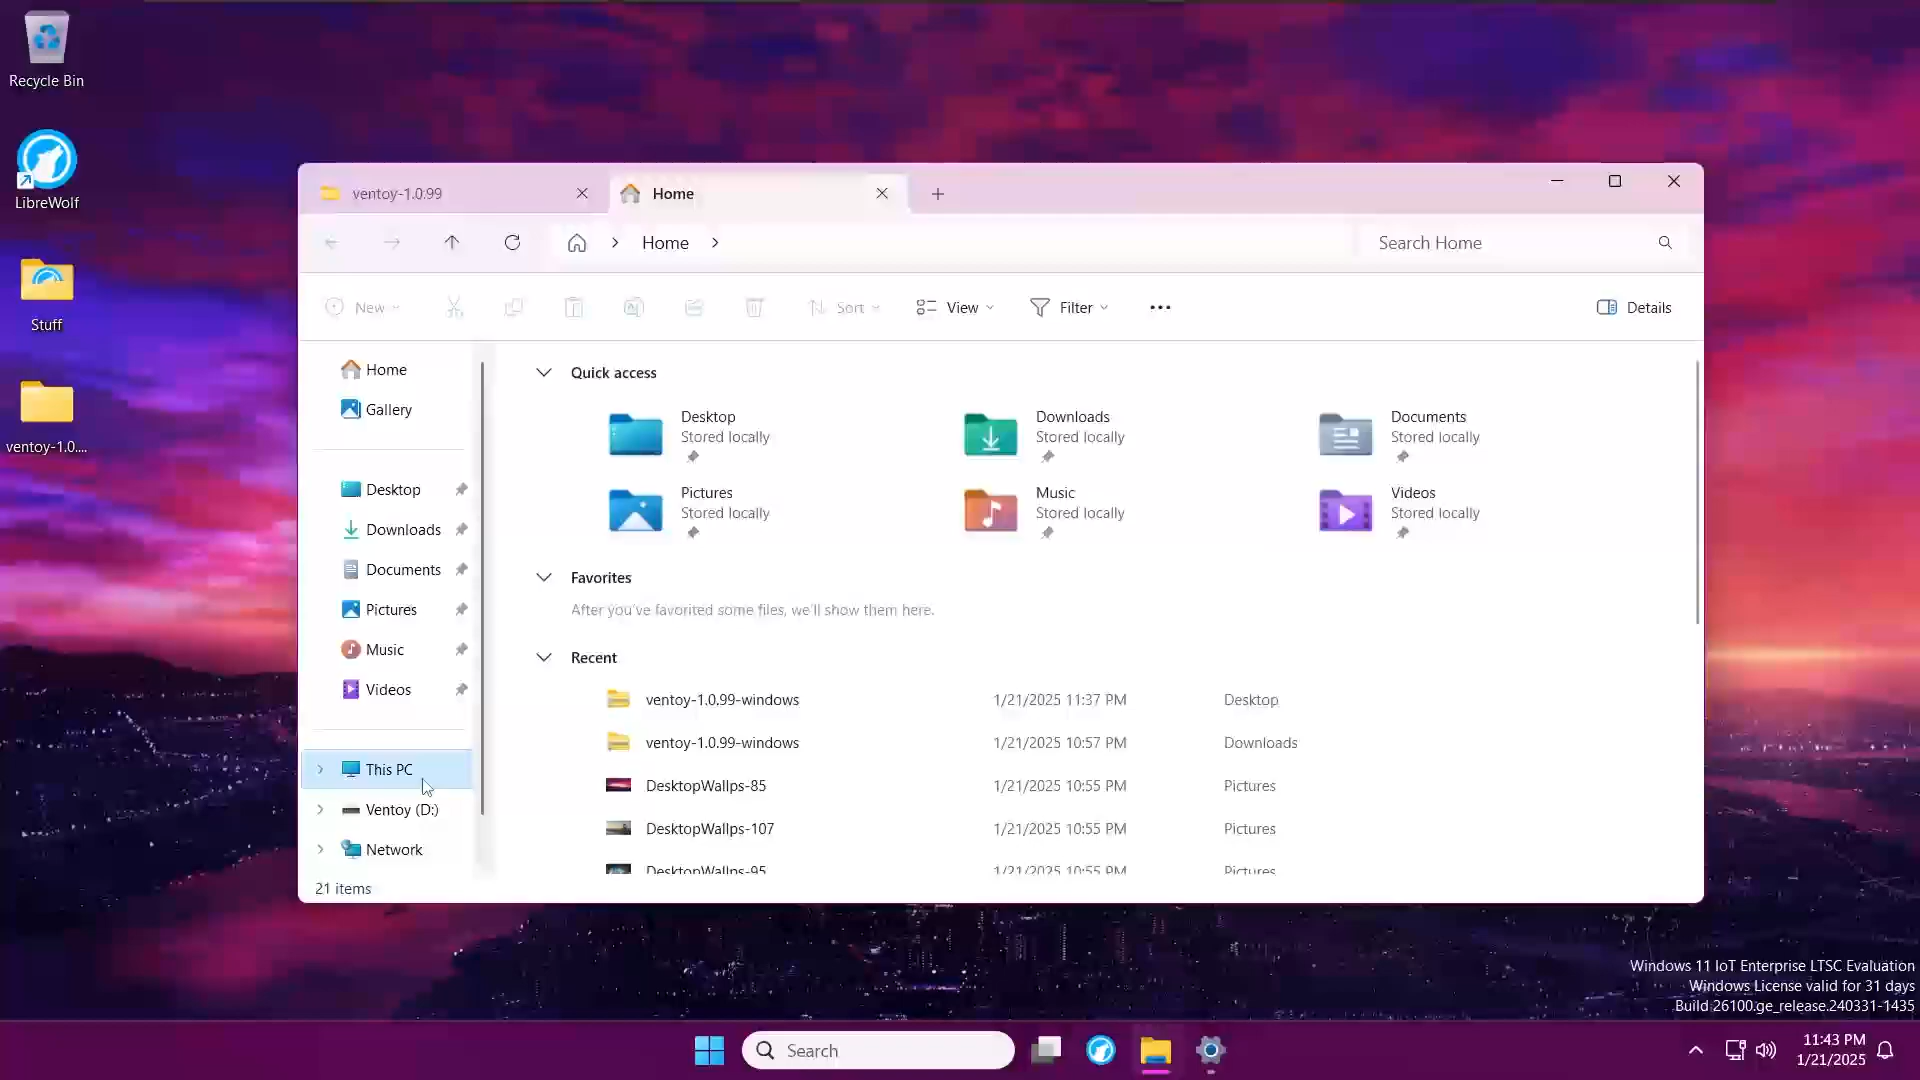 Recycle Bin
LibreWolf
Stuff
ventoy-1.0....
ventoy-1.0.99
Home
Home
Search Home
New
Sort
View
Filter
Details
Home
Gallery
Desktop
Downloads
Documents
Pictures
Music
Videos
This PC
Ventoy (D:)
Network
21 items
Quick access
Desktop
Stored locally
Downloads
Stored locally
Documents
Stored locally
Pictures
Stored locally
Music
Stored locally
Videos
Stored locally
Favorites
After you've favorited some files, we'll show them here.
Recent
ventoy-1.0.99-windows 1/21/2025 11:37 PM Desktop
ventoy-1.0.99-windows 1/21/2025 10:57 PM Downloads
DesktopWallps-85 1/21/2025 10:55 PM Pictures
DesktopWallps-107 1/21/2025 10:55 PM Pictures
DesktopWallps-95 1/21/2025 10:55 PM Pictures
Windows 11 IoT Enterprise LTSC Evaluation
Windows License valid for 31 days
Build 26100.ge_release.240331-1435
Search
11:43 PM
1/21/2025